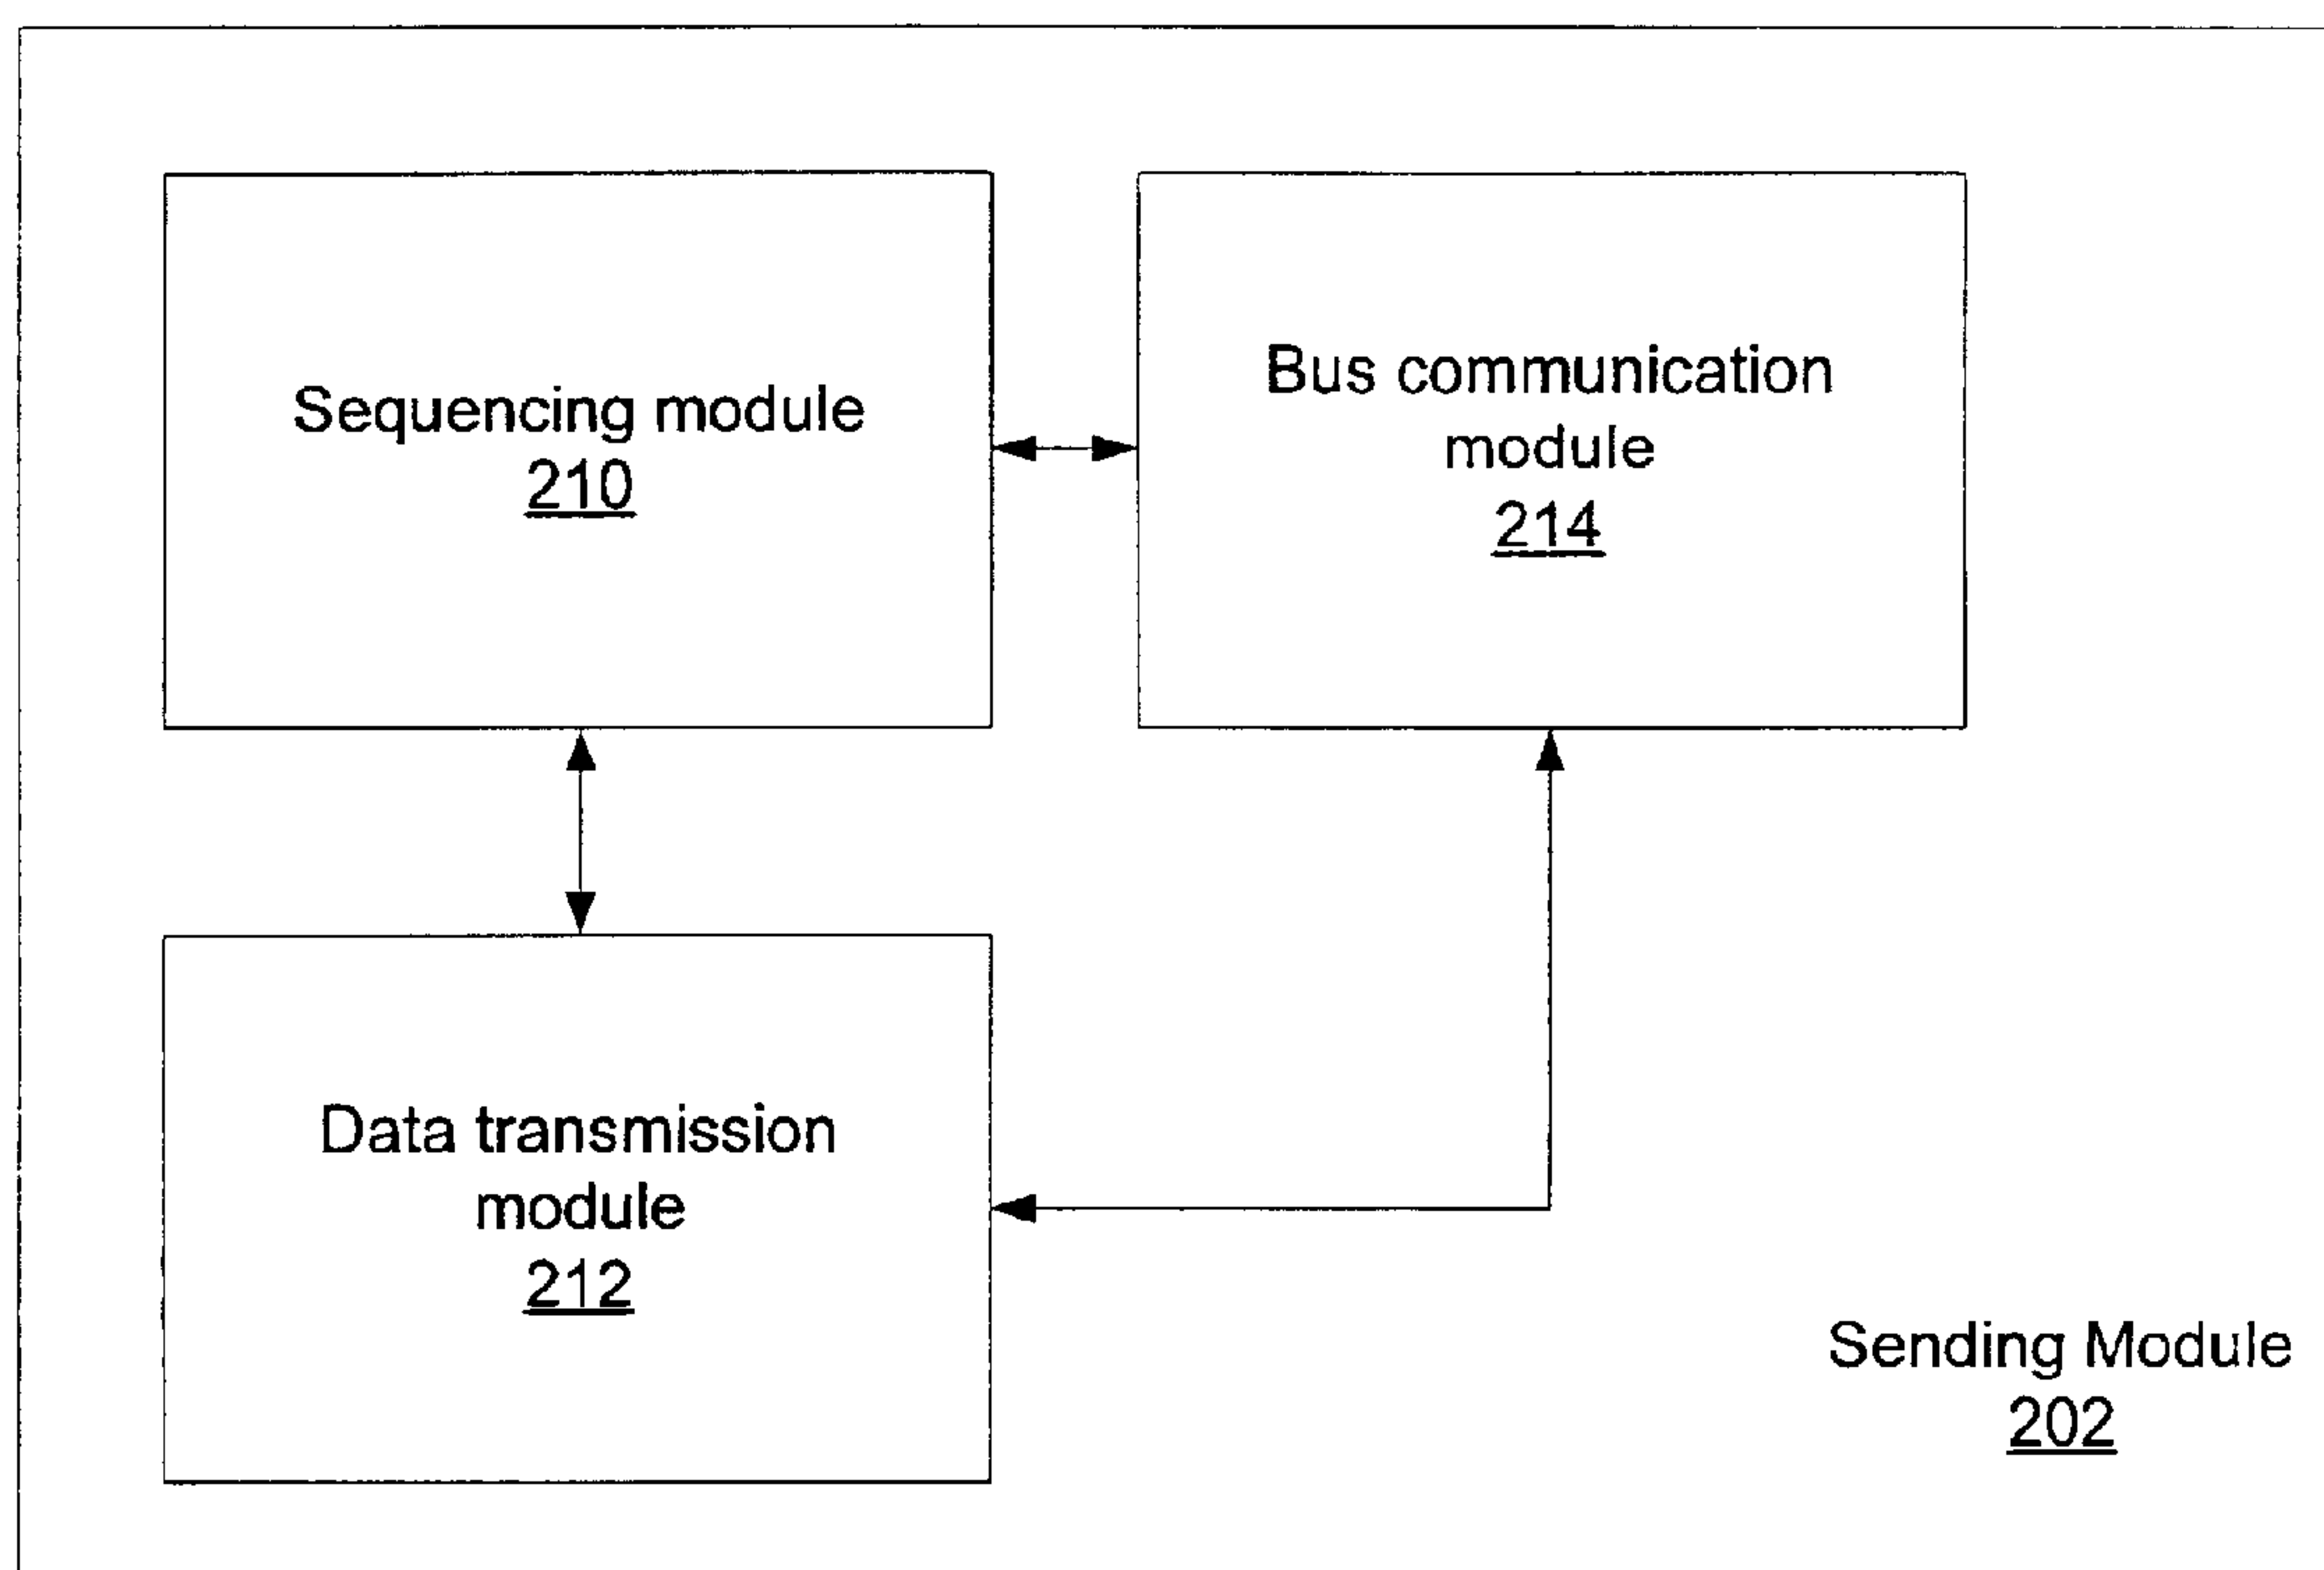 Sequencing module
210
Bus communication
module
214
Data transmission
module
212
Sending Module
202